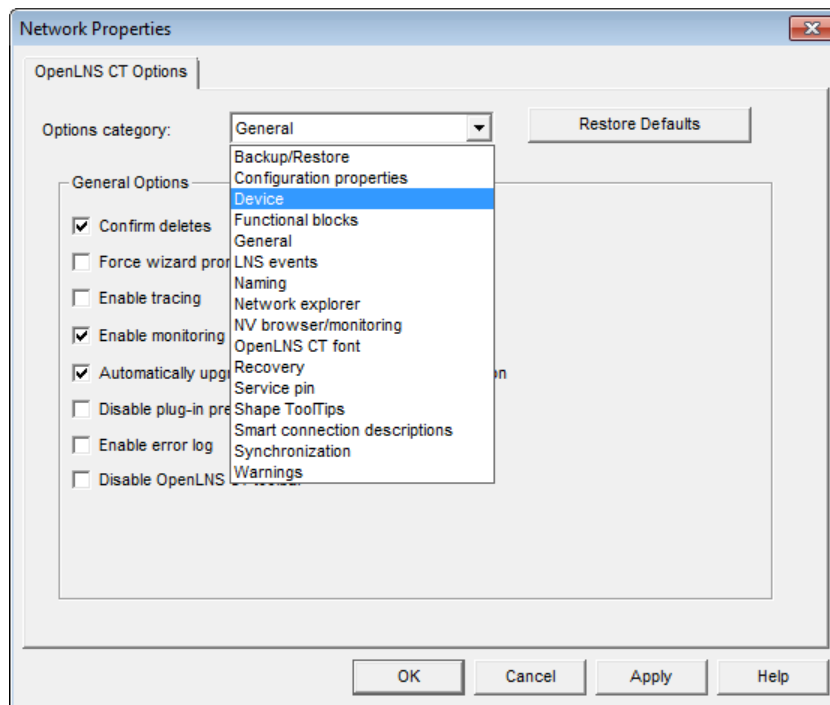 Network Properties
OpenLNS CT Options
Options category:
General
Restore Defaults
Backup/Restore
Configuration properties
Device
Functional blocks
General
LNS events
Naming
Network explorer
NV browser/monitoring
OpenLNS CT font
Recovery
Service pin
Shape ToolTips
Smart connection descriptions
Synchronization
Warnings
General Options
Confirm deletes
Force wizard
Enable tracing
Enable monitoring
Automatically
Disable plug-in
Enable error log
Disable OpenLNS
OK
Cancel
Apply
Help